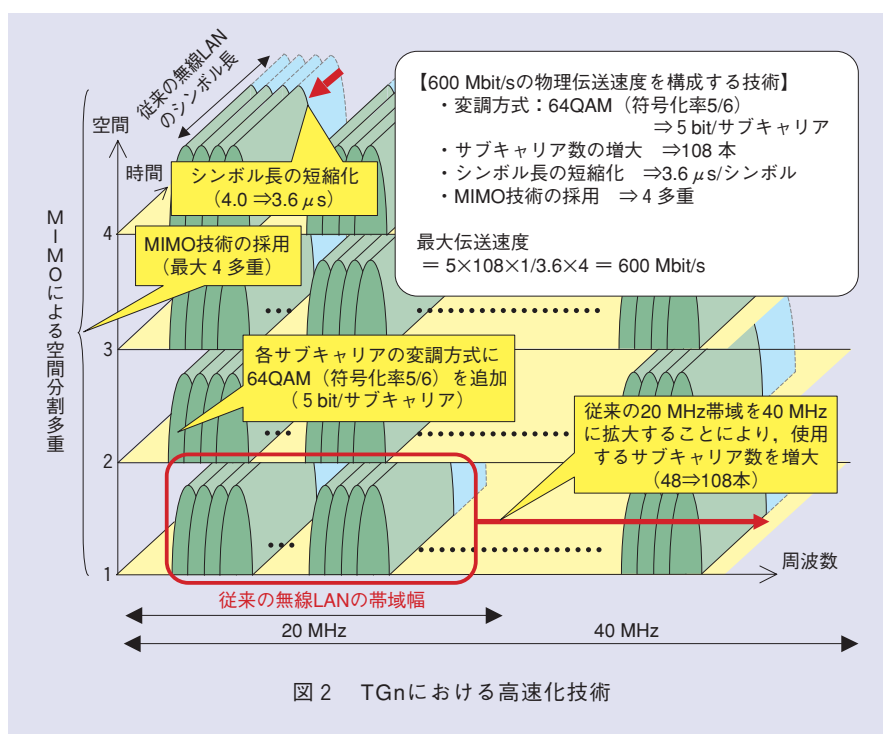 従来の無線LAN
のシンボル長
空間
時間
シンボル長の短縮化
(4.0 ⇒3.6μs)
【600 Mbit/sの物理伝送速度を構成する技術】
・変調方式：64QAM（符号化率5/6）
⇒5 bit/サブキャリア
・サブキャリア数の増大 ⇒108 本
・シンボル長の短縮化 ⇒3.6μs/シンボル
・MIMO技術の採用 ⇒ 4 多重
最大伝送速度
＝ 5×108×1/3.6×4 ＝ 600 Mbit/s
MIMOによる空間分割多重
4
MIMO技術の採用
（最大 4 多重）
3
各サブキャリアの変調方式に
64QAM（符号化率5/6）を追加
（ 5 bit/サブキャリア）
従来の20 MHz帯域を40 MHz
に拡大することにより，使用
するサブキャリア数を増大
（48⇒108本）
2
1
周波数
従来の無線LANの帯域幅
20 MHz
40 MHz
図 2 TGnにおける高速化技術